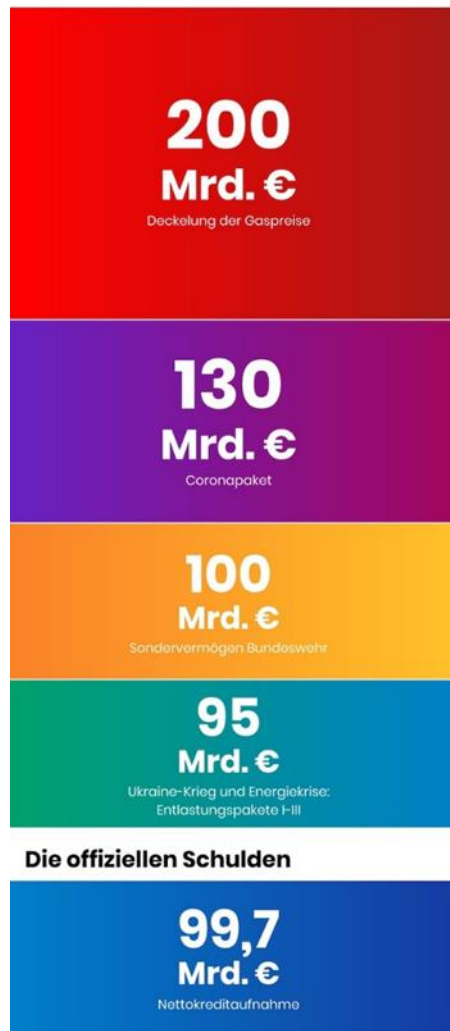 200
Mrd. €
Deckelung der Gaspreise
130
Mrd. €
Coronapaket
100
Mrd. €
Sondervermögen Bundeswehr
95
Mrd. €
Ukraine-Krieg und Energiekrise:
Entlastungspakete I-III
Die offiziellen Schulden
99,7
Mrd. €
Nettokreditaufnahme